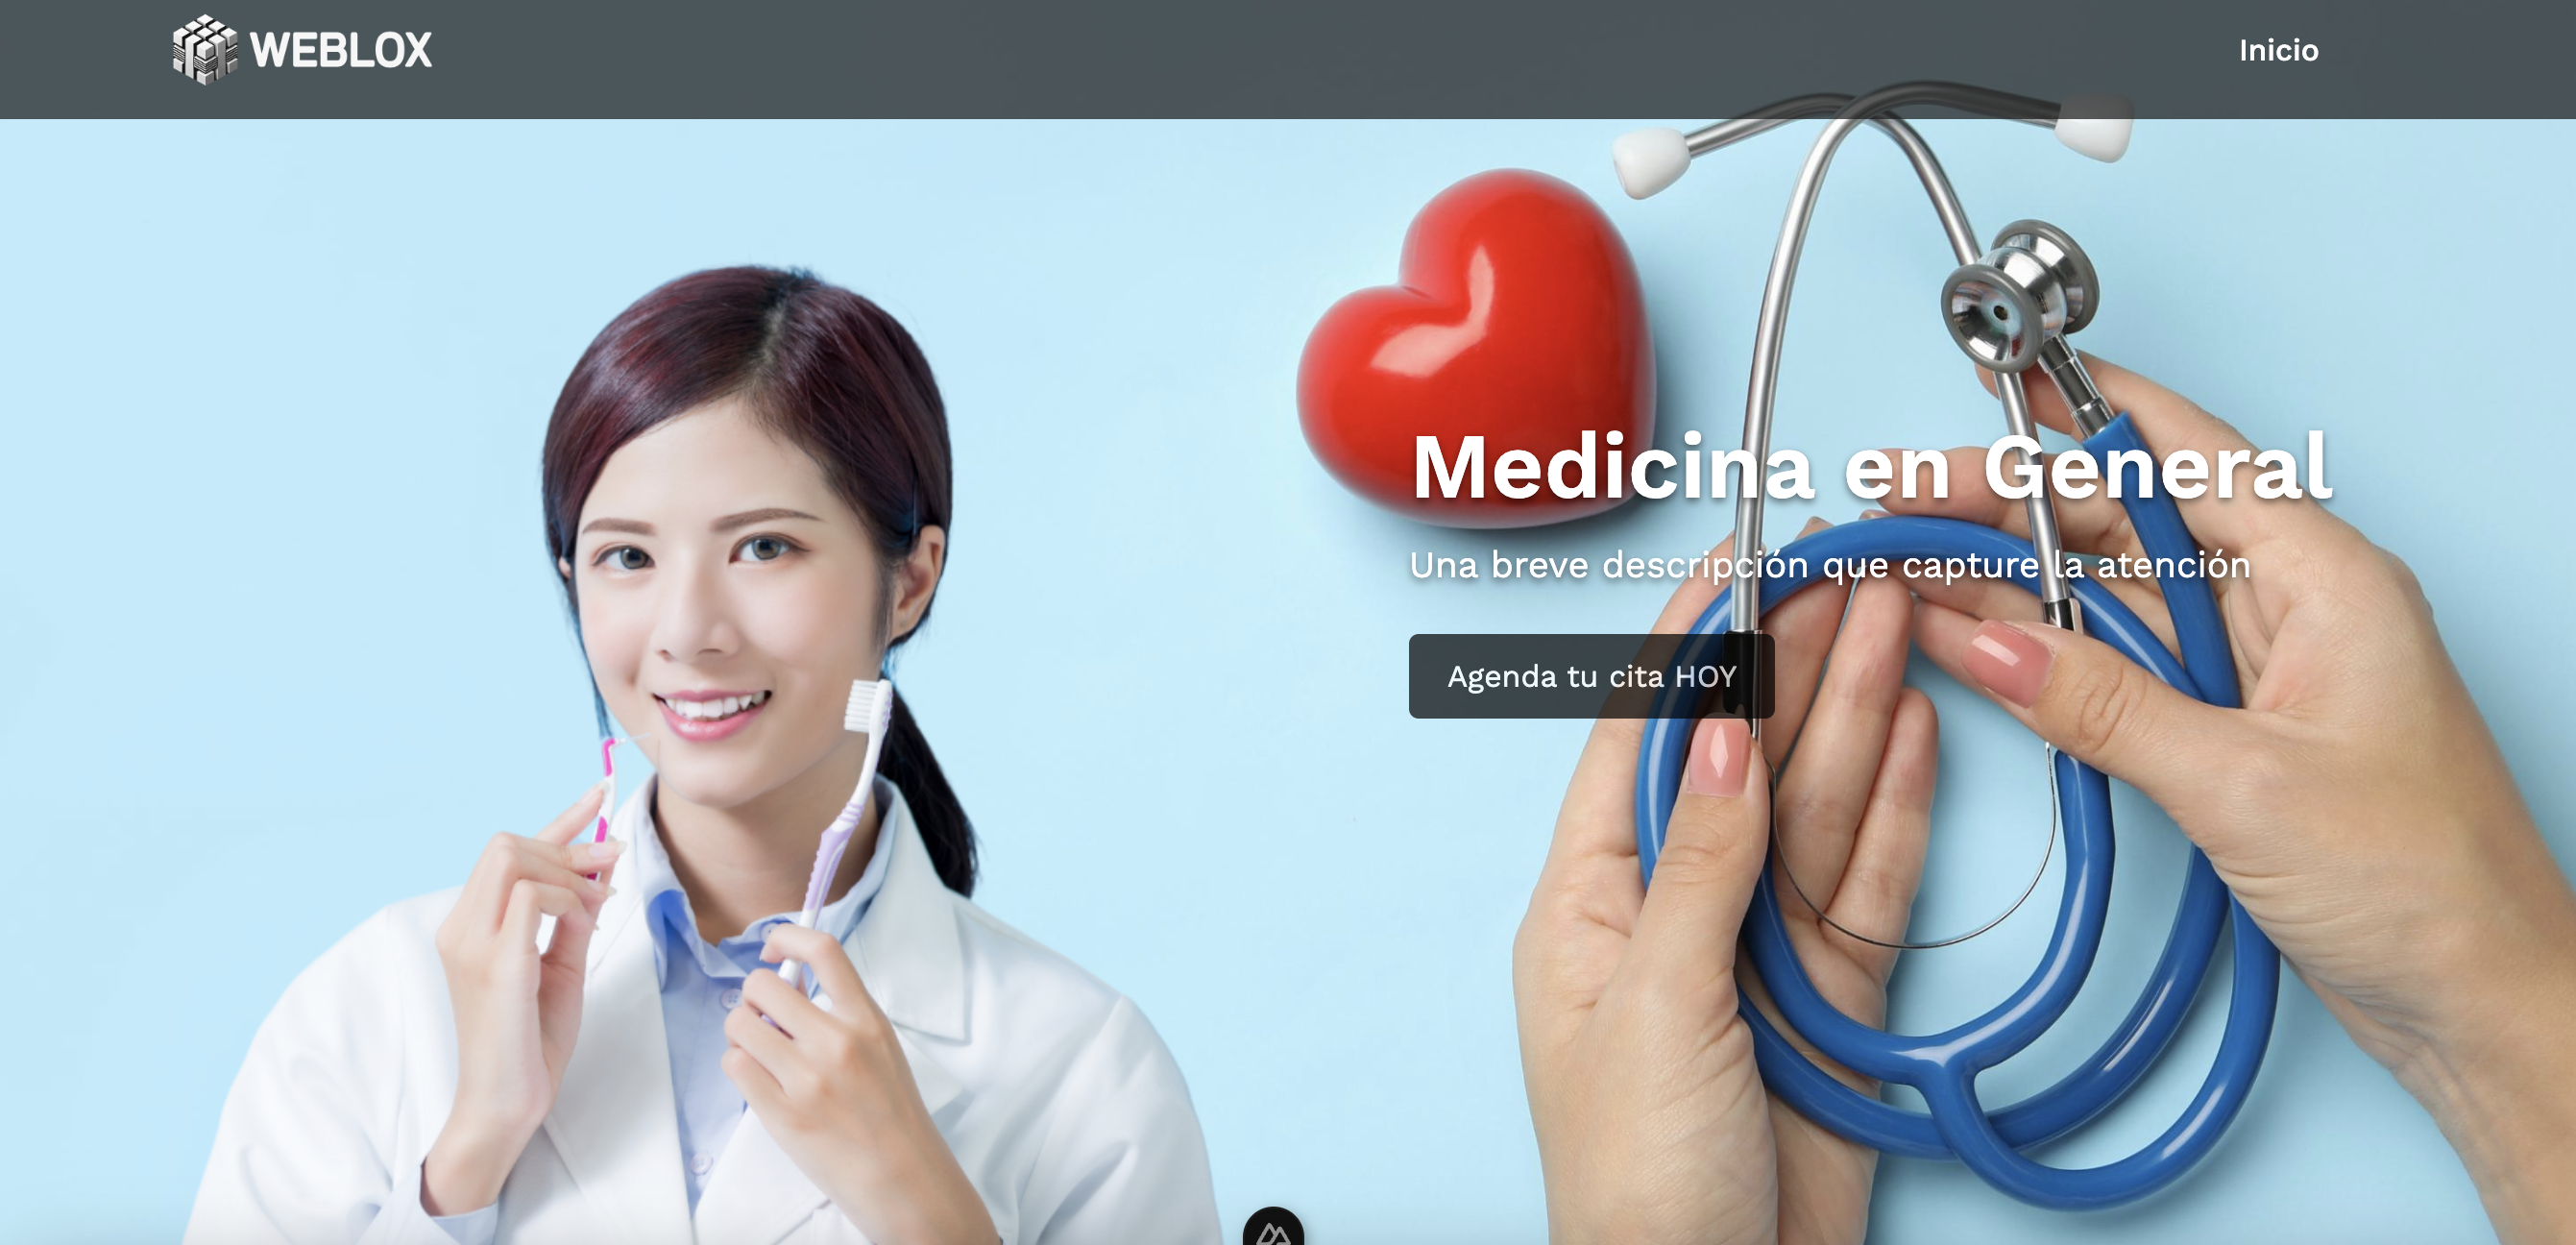 WEBLOX
Inicio
Medicina en General
Una breve descripción que capture la atención
Agenda tu cita HOY